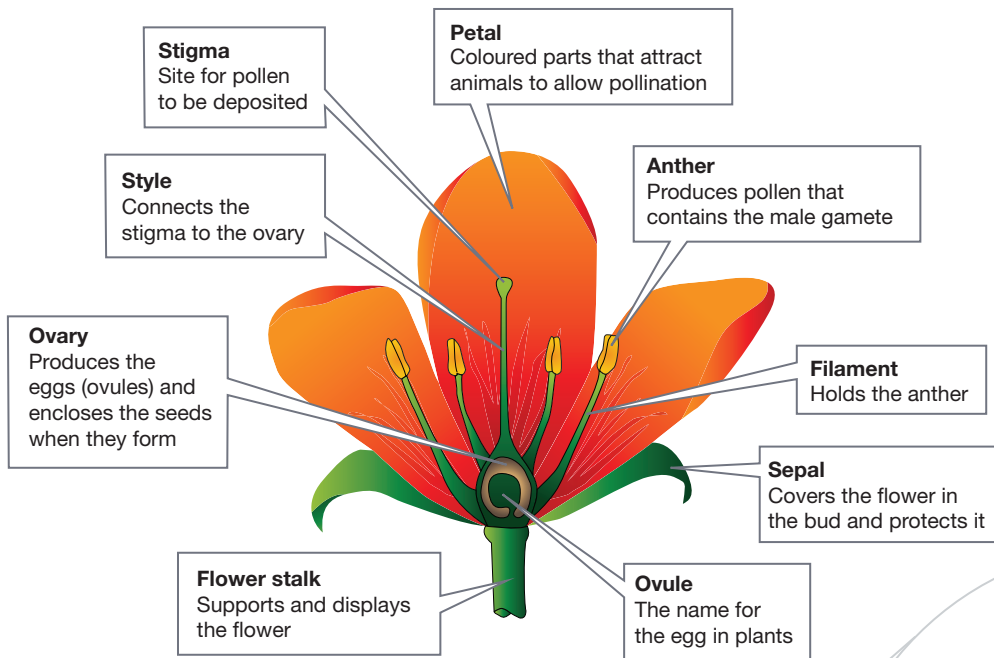 Stigma
Site for pollen
to be deposited
Petal
Coloured parts that attract
animals to allow pollination
Style
Connects the
stigma to the ovary
Anther
Produces pollen that
contains the male gamete
Ovary
Produces the
eggs (ovules) and
encloses the seeds
when they form
Filament
Holds the anther
Sepal
Covers the flower in
the bud and protects it
Flower stalk
Supports and displays
the flower
Ovule
The name for
the egg in plants